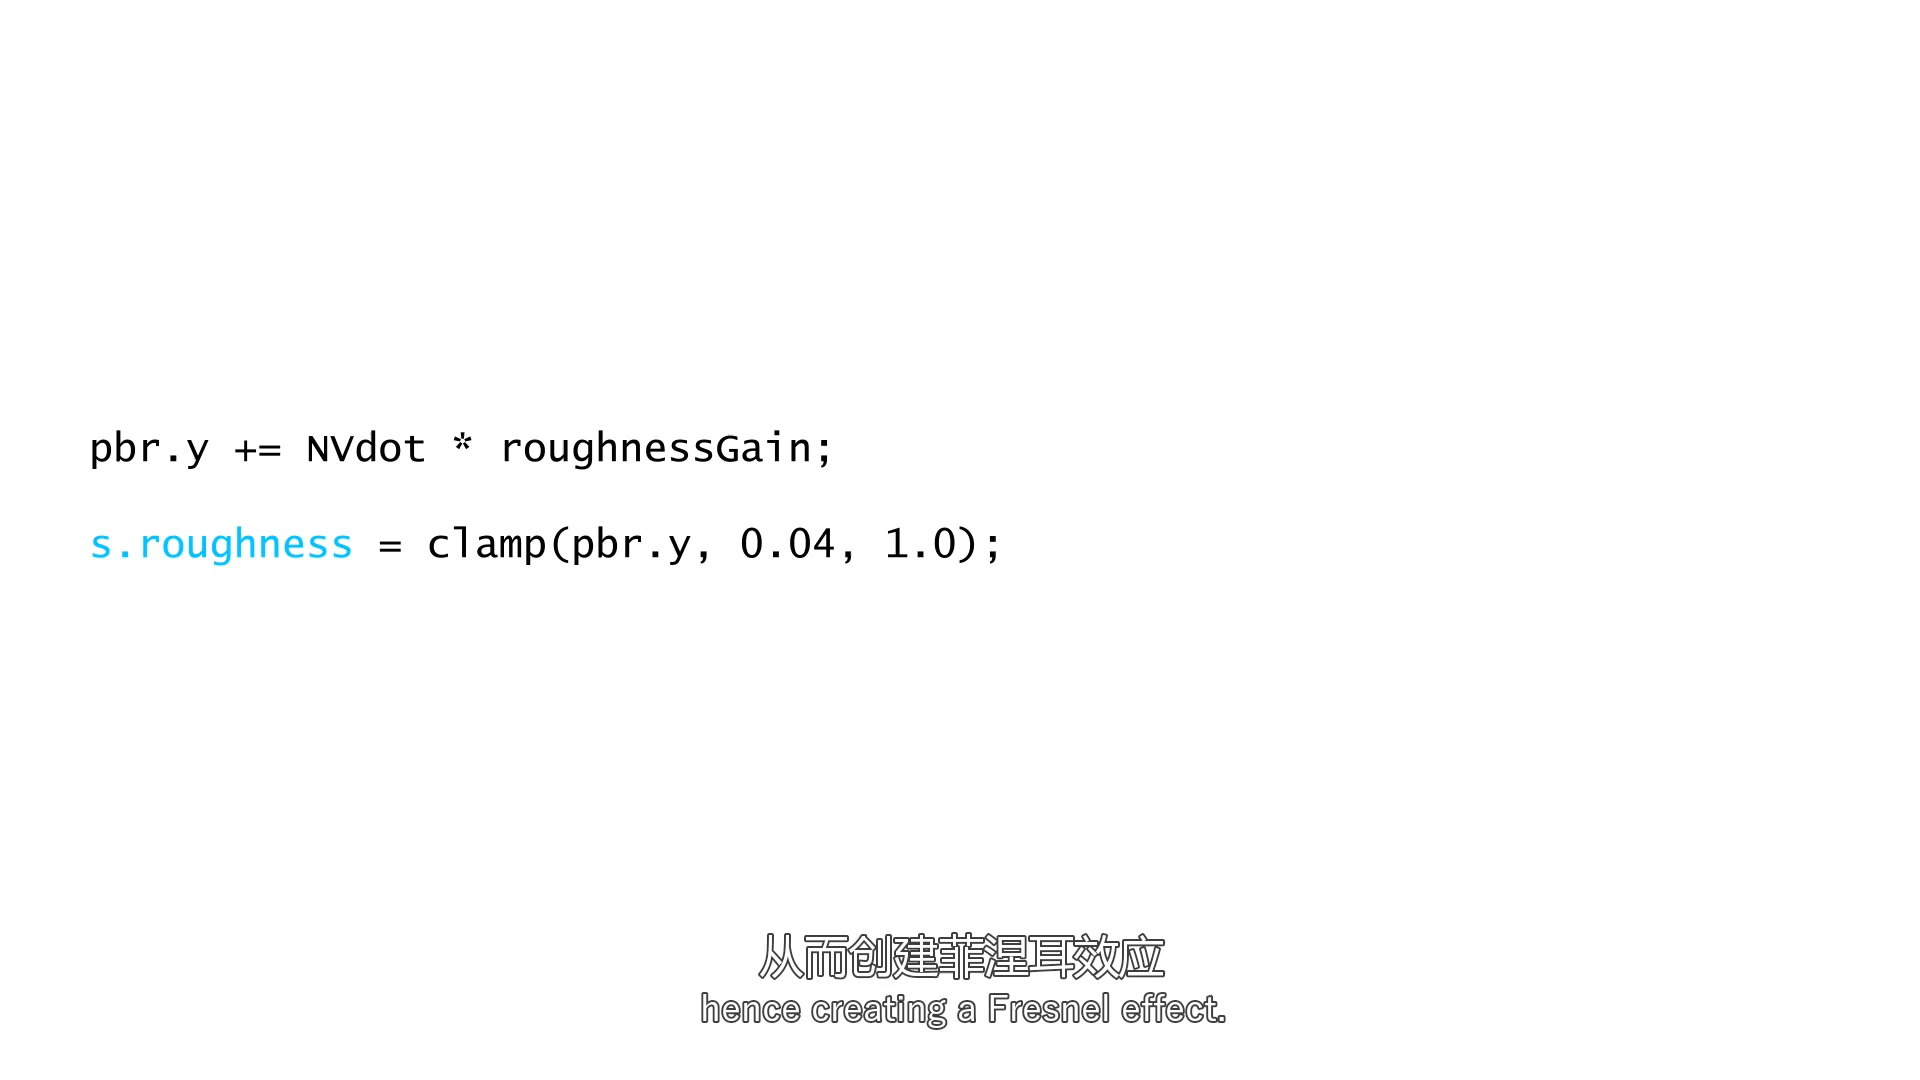 pbr.y += NVdot * roughnessGain;
s.roughness = clamp(pbr.y, 0.04, 1.0);
从而创建菲涅耳效应
hence creating a Fresnel effect.